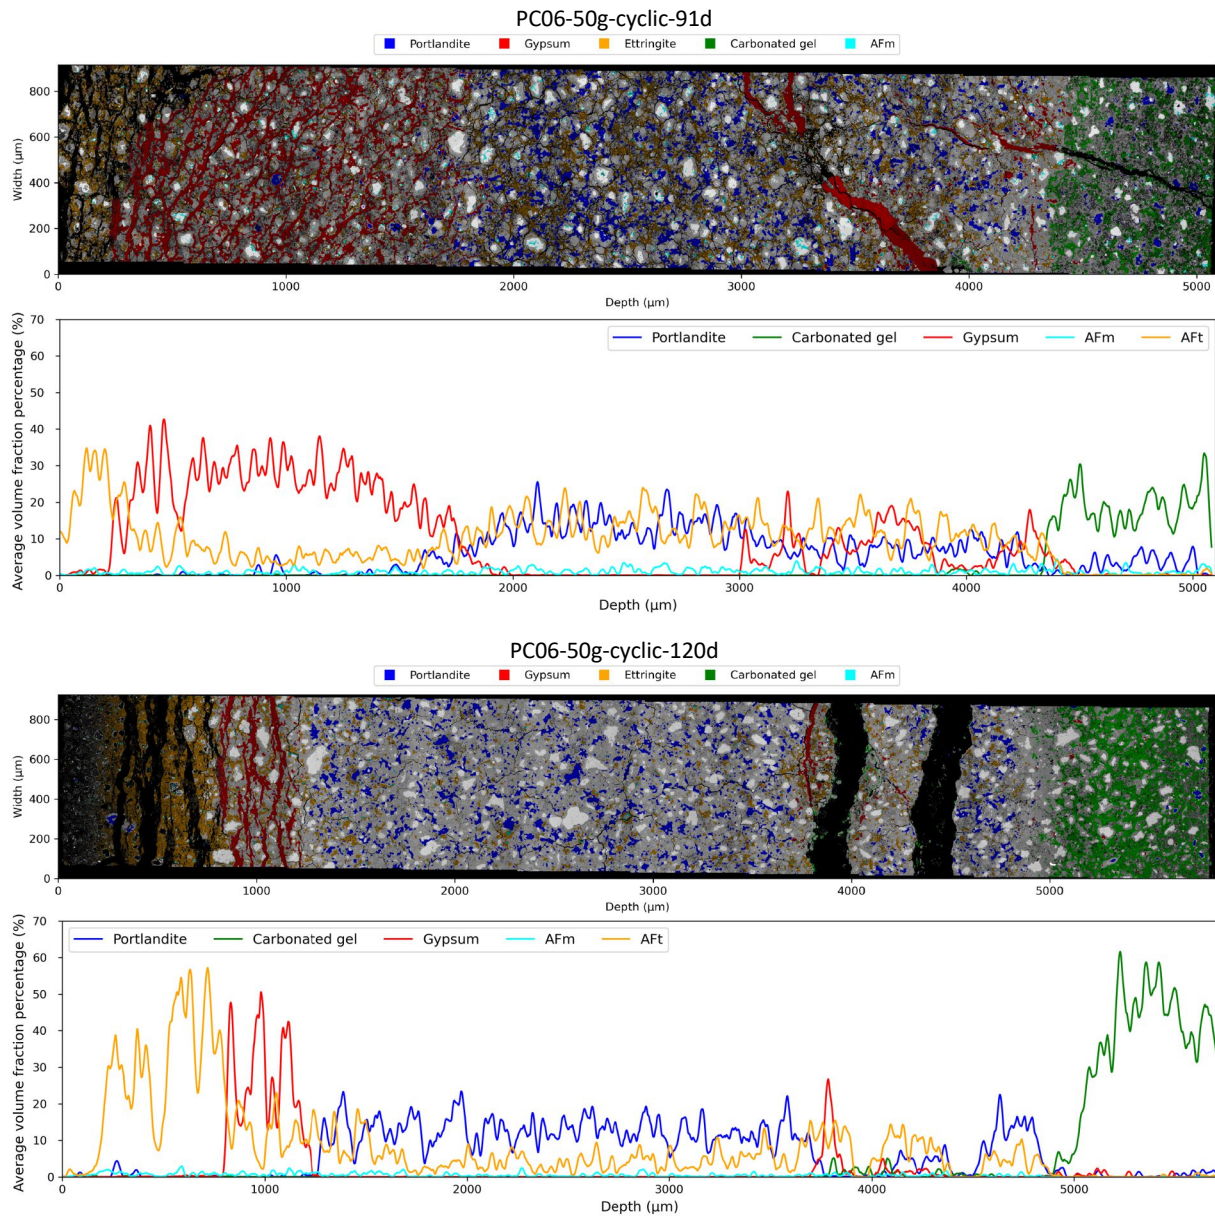 PC06-50g-cyclic-91d
Portlandite Gypsum Ettringite Carbonated gel AFm
800
600
400
200
0
Width (μm)
0 1000 2000 3000 4000 5000
Depth (μm)
70
60
50
40
30
20
10
0
Average volume fraction percentage (%)
Portlandite Carbonated gel Gypsum AFm AFt
0 1000 2000 3000 4000 5000
Depth (μm)
PC06-50g-cyclic-120d
Portlandite Gypsum Ettringite Carbonated gel AFm
800
600
400
200
0
Width (μm)
0 1000 2000 3000 4000 5000
Depth (μm)
70
60
50
40
30
20
10
0
Average volume fraction percentage (%)
Portlandite Carbonated gel Gypsum AFm AFt
0 1000 2000 3000 4000 5000
Depth (μm)